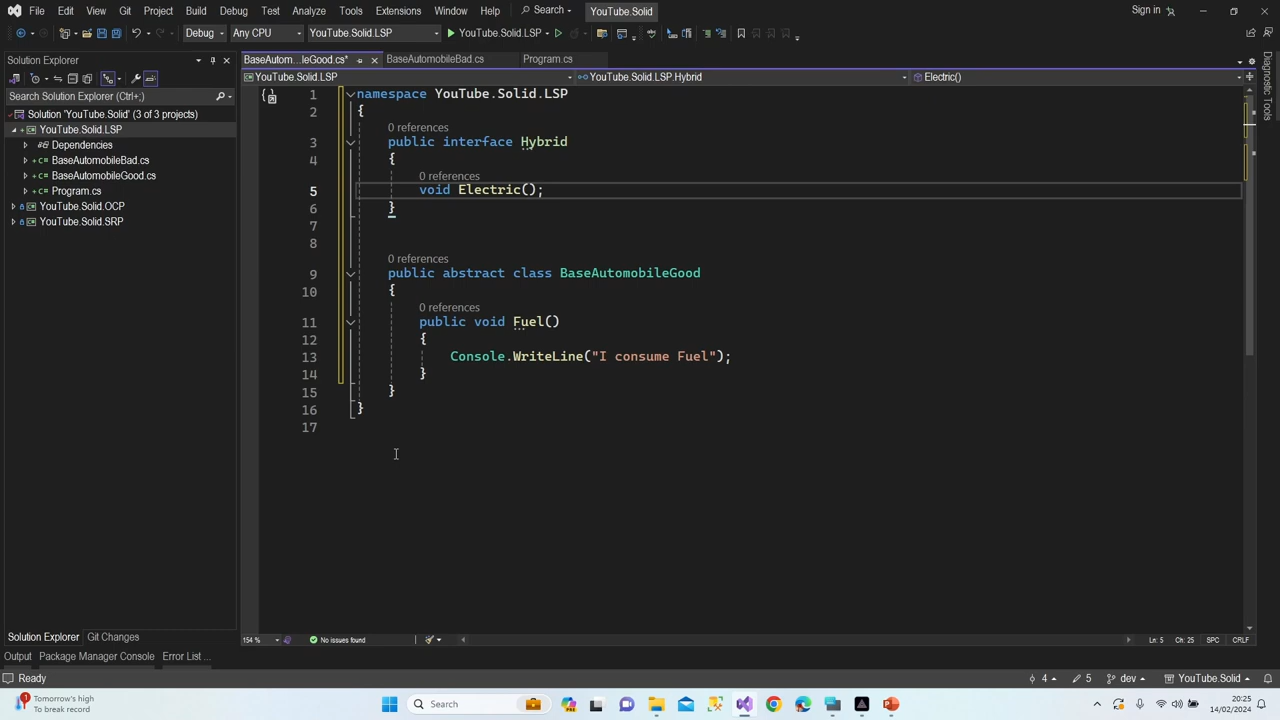 File Edit View Git Project Build Debug Test Analyze Tools Extensions Window Help Search YouTube.Solid Sign in
Debug Any CPU YouTube.Solid.LSP YouTube.Solid.LSP
Solution Explorer
BaseAutom...leGood.cs* BaseAutomobileBad.cs Program.cs
YouTube.Solid.LSP YouTube.Solid.LSP.Hybrid Electric()
Search Solution Explorer (Ctrl+;)
Solution 'YouTube Solid' (3 of 3 projects)
YouTube.Solid.LSP
Dependencies
C# BaseAutomobileBad.cs
C# BaseAutomobileGood.cs
C# Program.cs
YouTube.Solid.OCP
YouTube.Solid.SRP
1 namespace YouTube.Solid.LSP
2 {
0 references
3 public interface Hybrid
4 {
0 references
5 void Electric();
6 }
7
8
0 references
9 public abstract class BaseAutomobileGood
10 {
0 references
11 public void Fuel()
12 {
13 Console.WriteLine("I consume Fuel");
14 }
15 }
16 }
17
Diagnostic Tools
154 % No issues found Ln: 5 Ch: 25 SPC CRLF
Solution Explorer Git Changes
Output Package Manager Console Error List ...
Ready 4 5 dev YouTube.Solid
1 Tomorrow's high
To break record
Search
20:25
14/02/2024